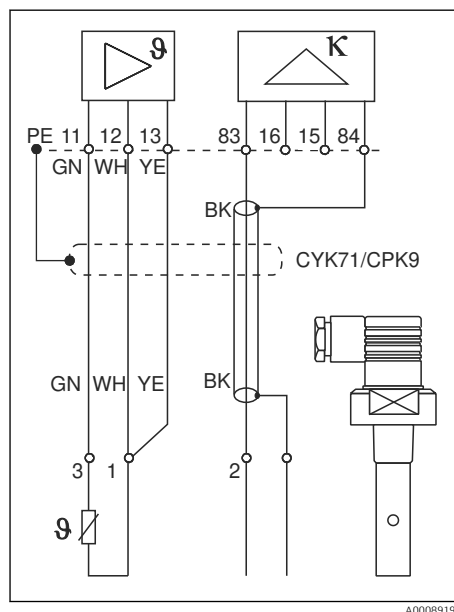 ϑ κ
PE 11 12 13 83 16 15 84
GN WH YE
BK
CYK71/CPK9
GN WH YE BK
3 1 2
ϑ
A0008919